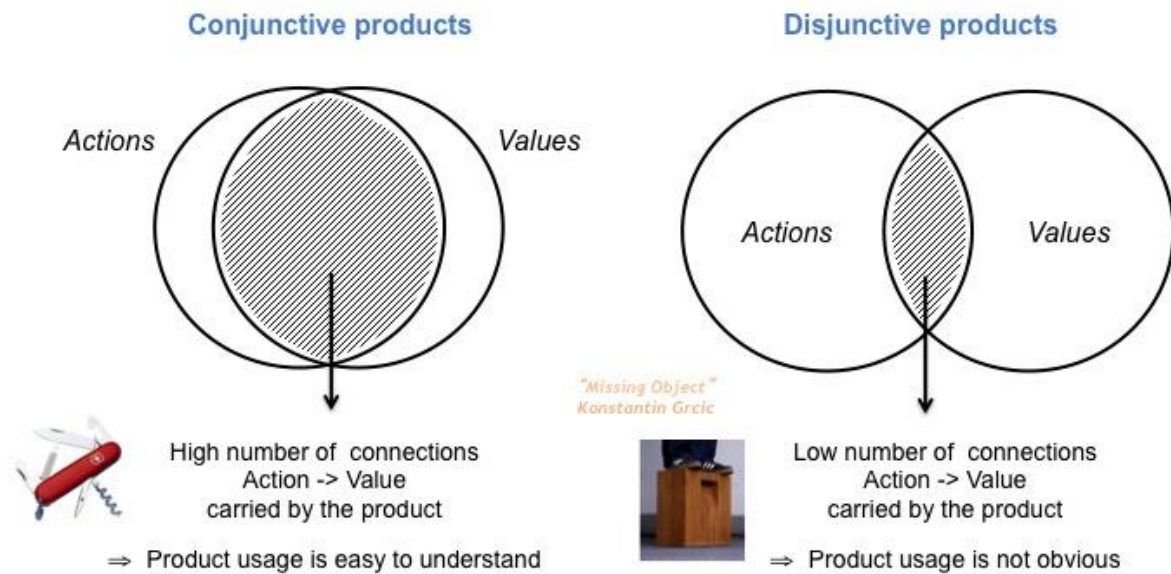 Conjunctive products
Actions
Values
High number of connections
Action -> Value
carried by the product
⇒ Product usage is easy to understand
Disjunctive products
Actions
Values
"Missing Object"
Konstantin Grcic
Low number of connections
Action -> Value
carried by the product
⇒ Product usage is not obvious